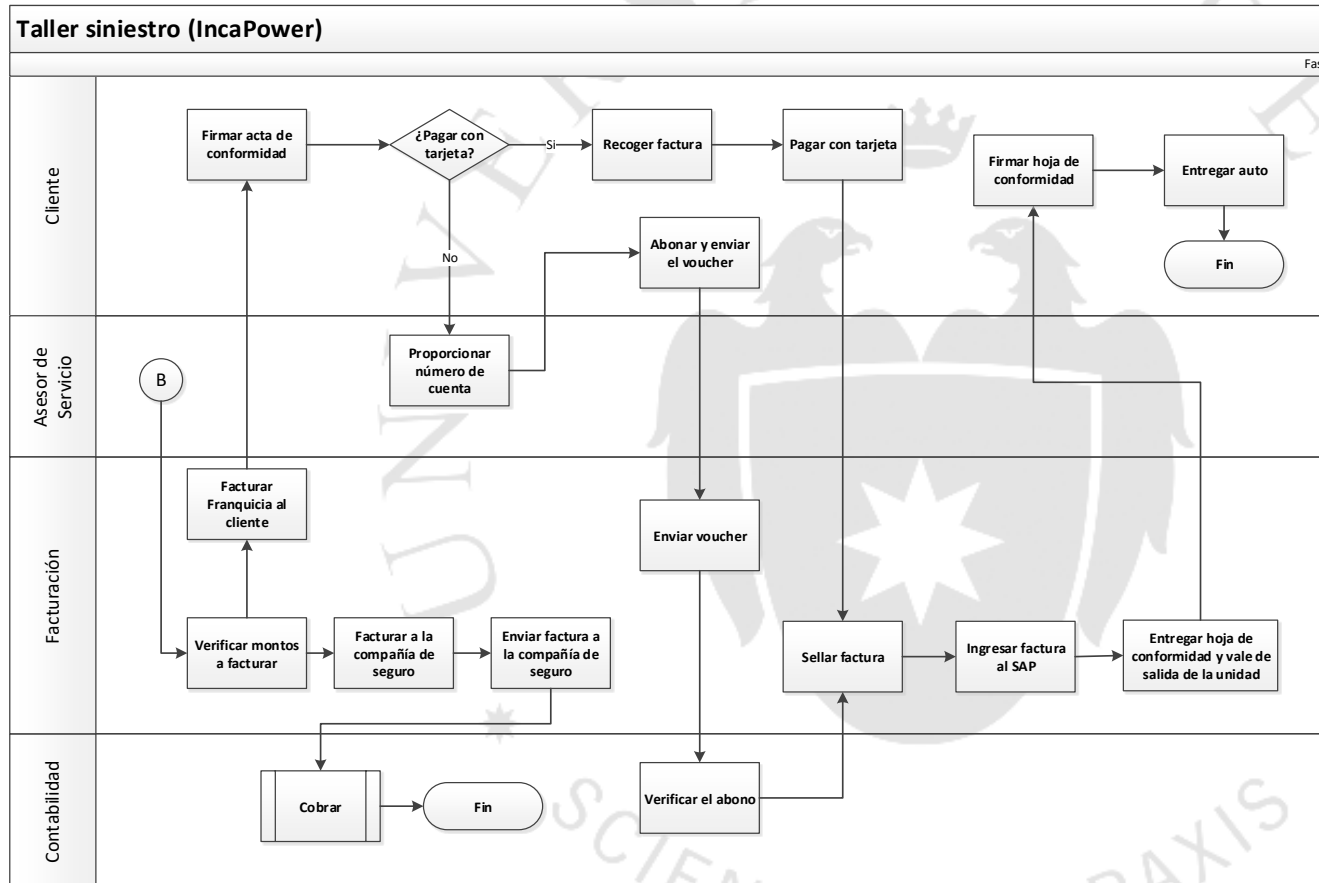 Taller siniestro (IncaPower)
Fas
Cliente
Firmar acta de
conformidad
¿Pagar con
tarjeta?
Si
Recoger factura
Pagar con tarjeta
Firmar hoja de
conformidad
Entregar auto
No
Abonar y enviar
el voucher
Fin
Asesor de
Servicio
B
Proporcionar
número de
cuenta
Facturación
Facturar
Franquicia al
cliente
Enviar voucher
Verificar montos
a facturar
Facturar a la
compañía de
seguro
Enviar factura a
la compañía de
seguro
Sellar factura
Ingresar factura
al SAP
Entregar hoja de
conformidad y vale de
salida de la unidad
Contabilidad
Cobrar
Fin
Verificar el abono